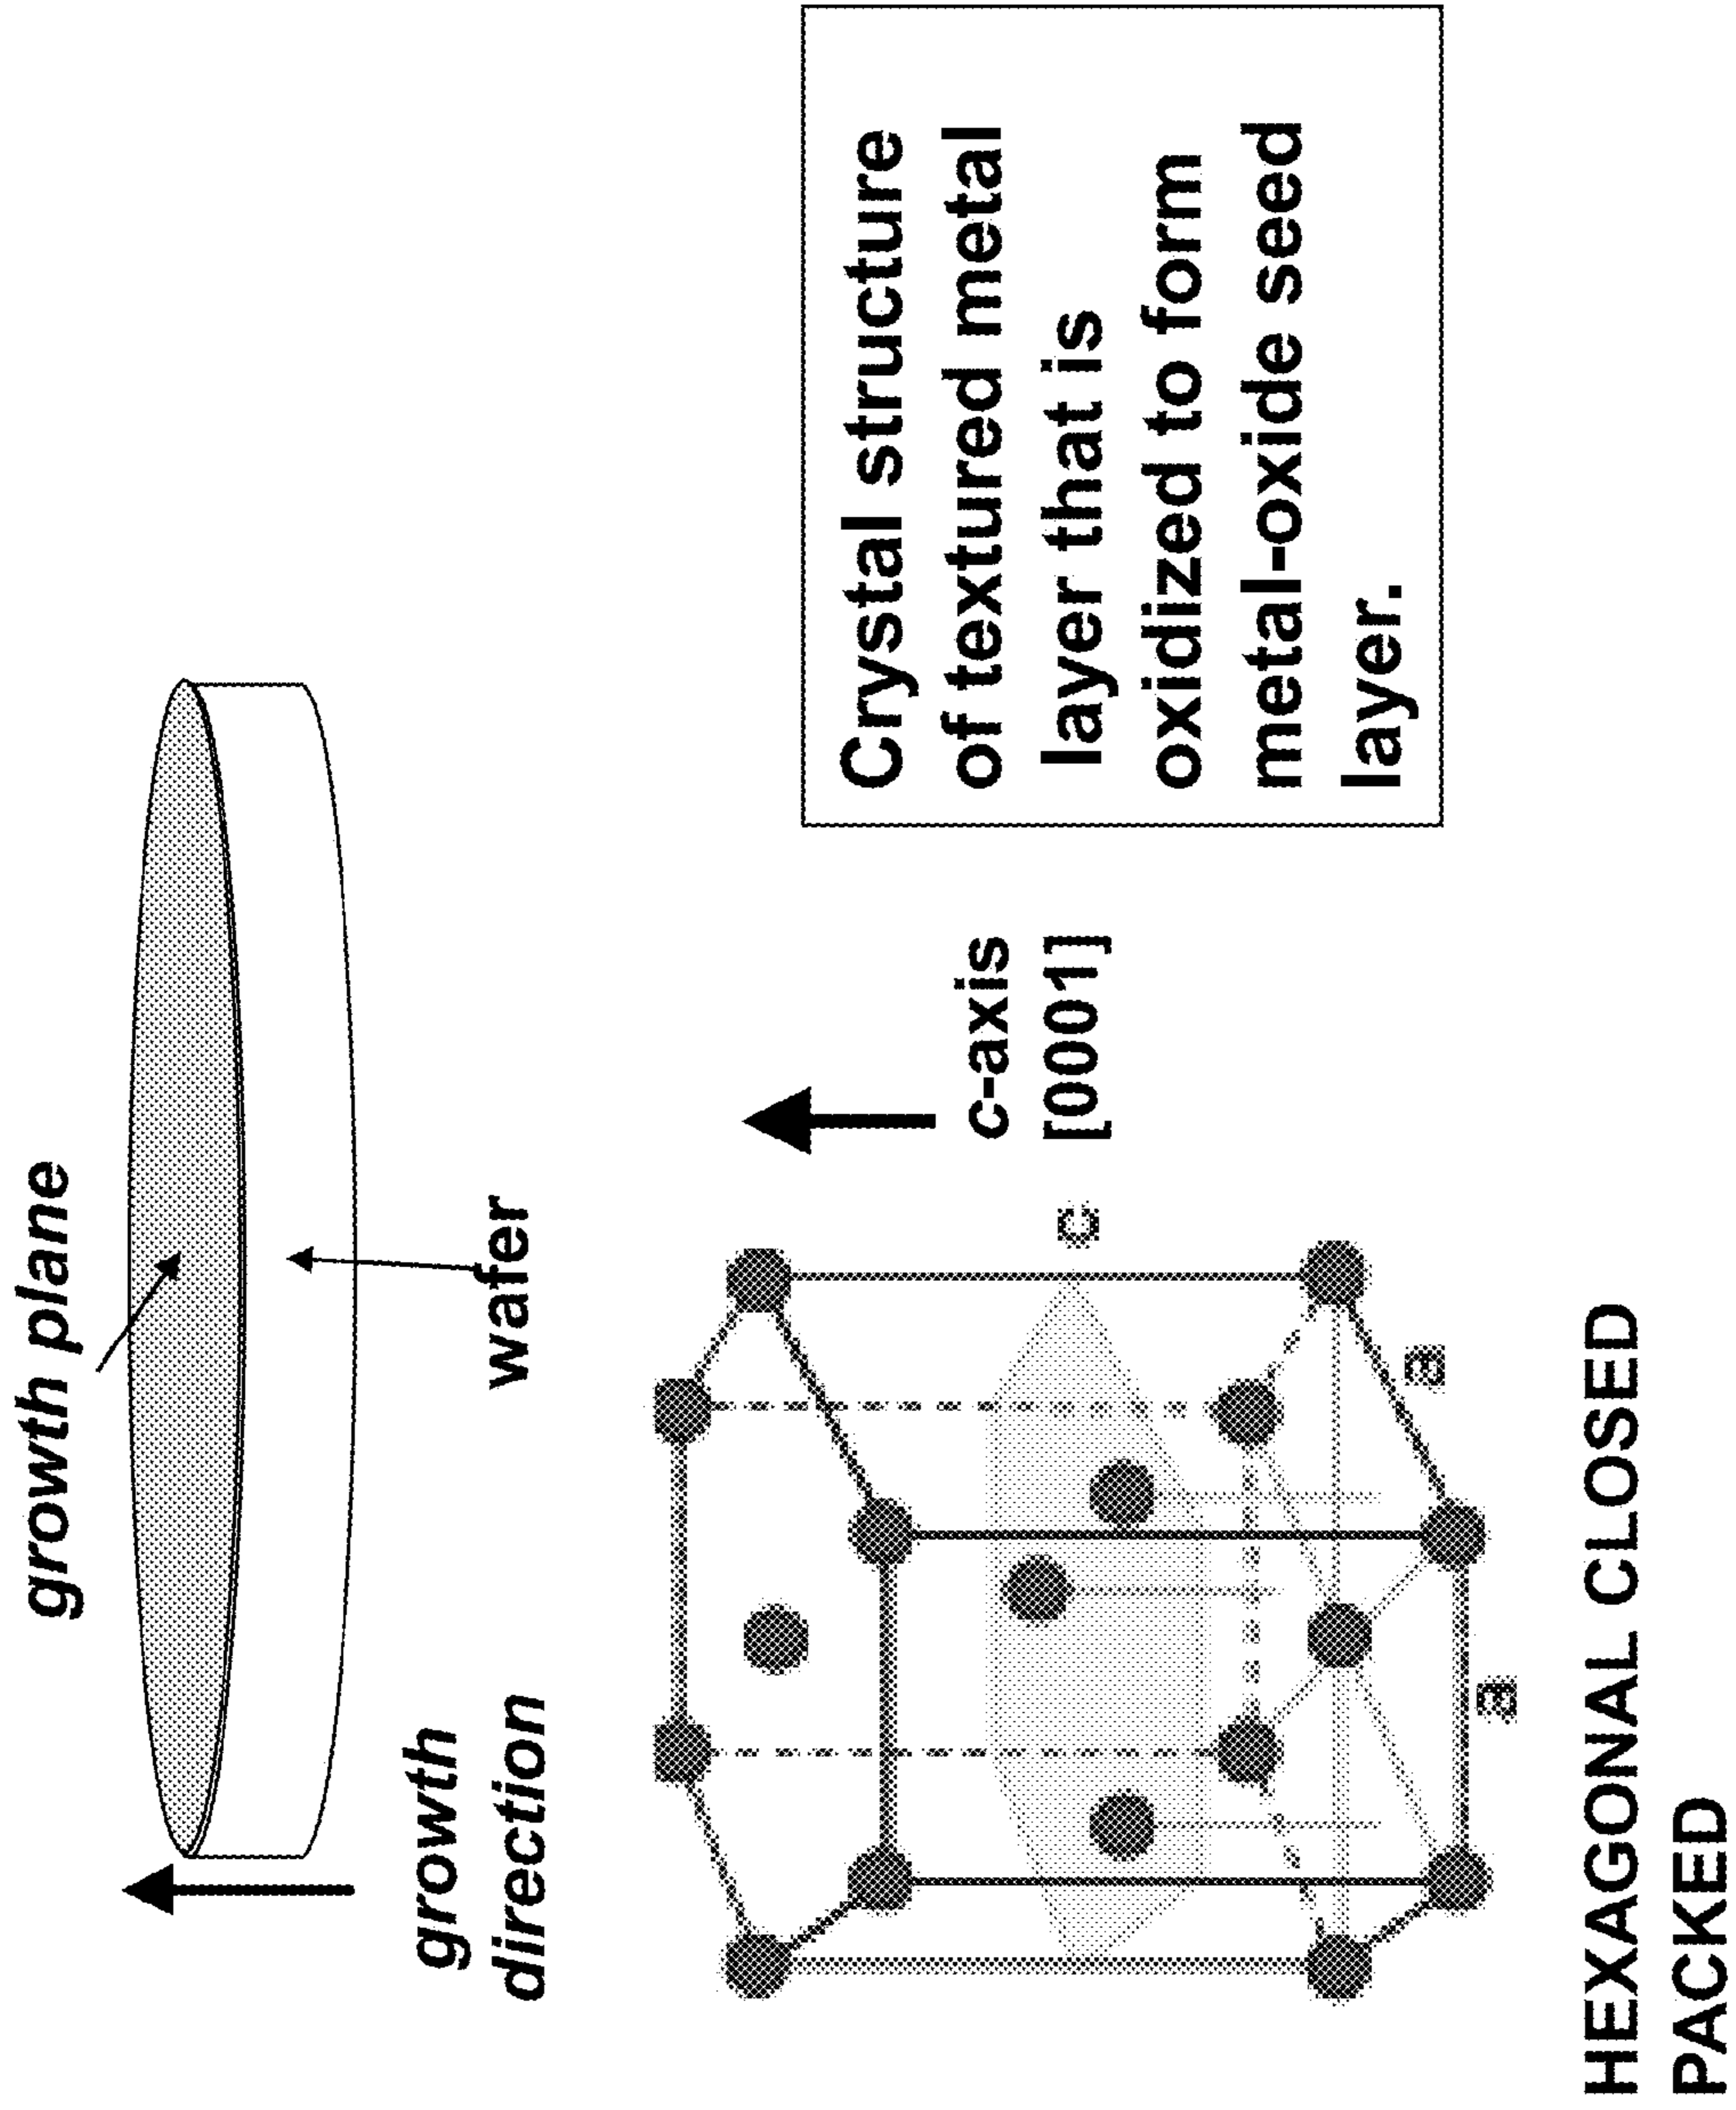 growth plane
growth
direction
wafer
c-axis
[0001]
c
a
a
HEXAGONAL CLOSED
PACKED
Crystal structure
of textured metal
layer that is
oxidized to form
metal-oxide seed
layer.